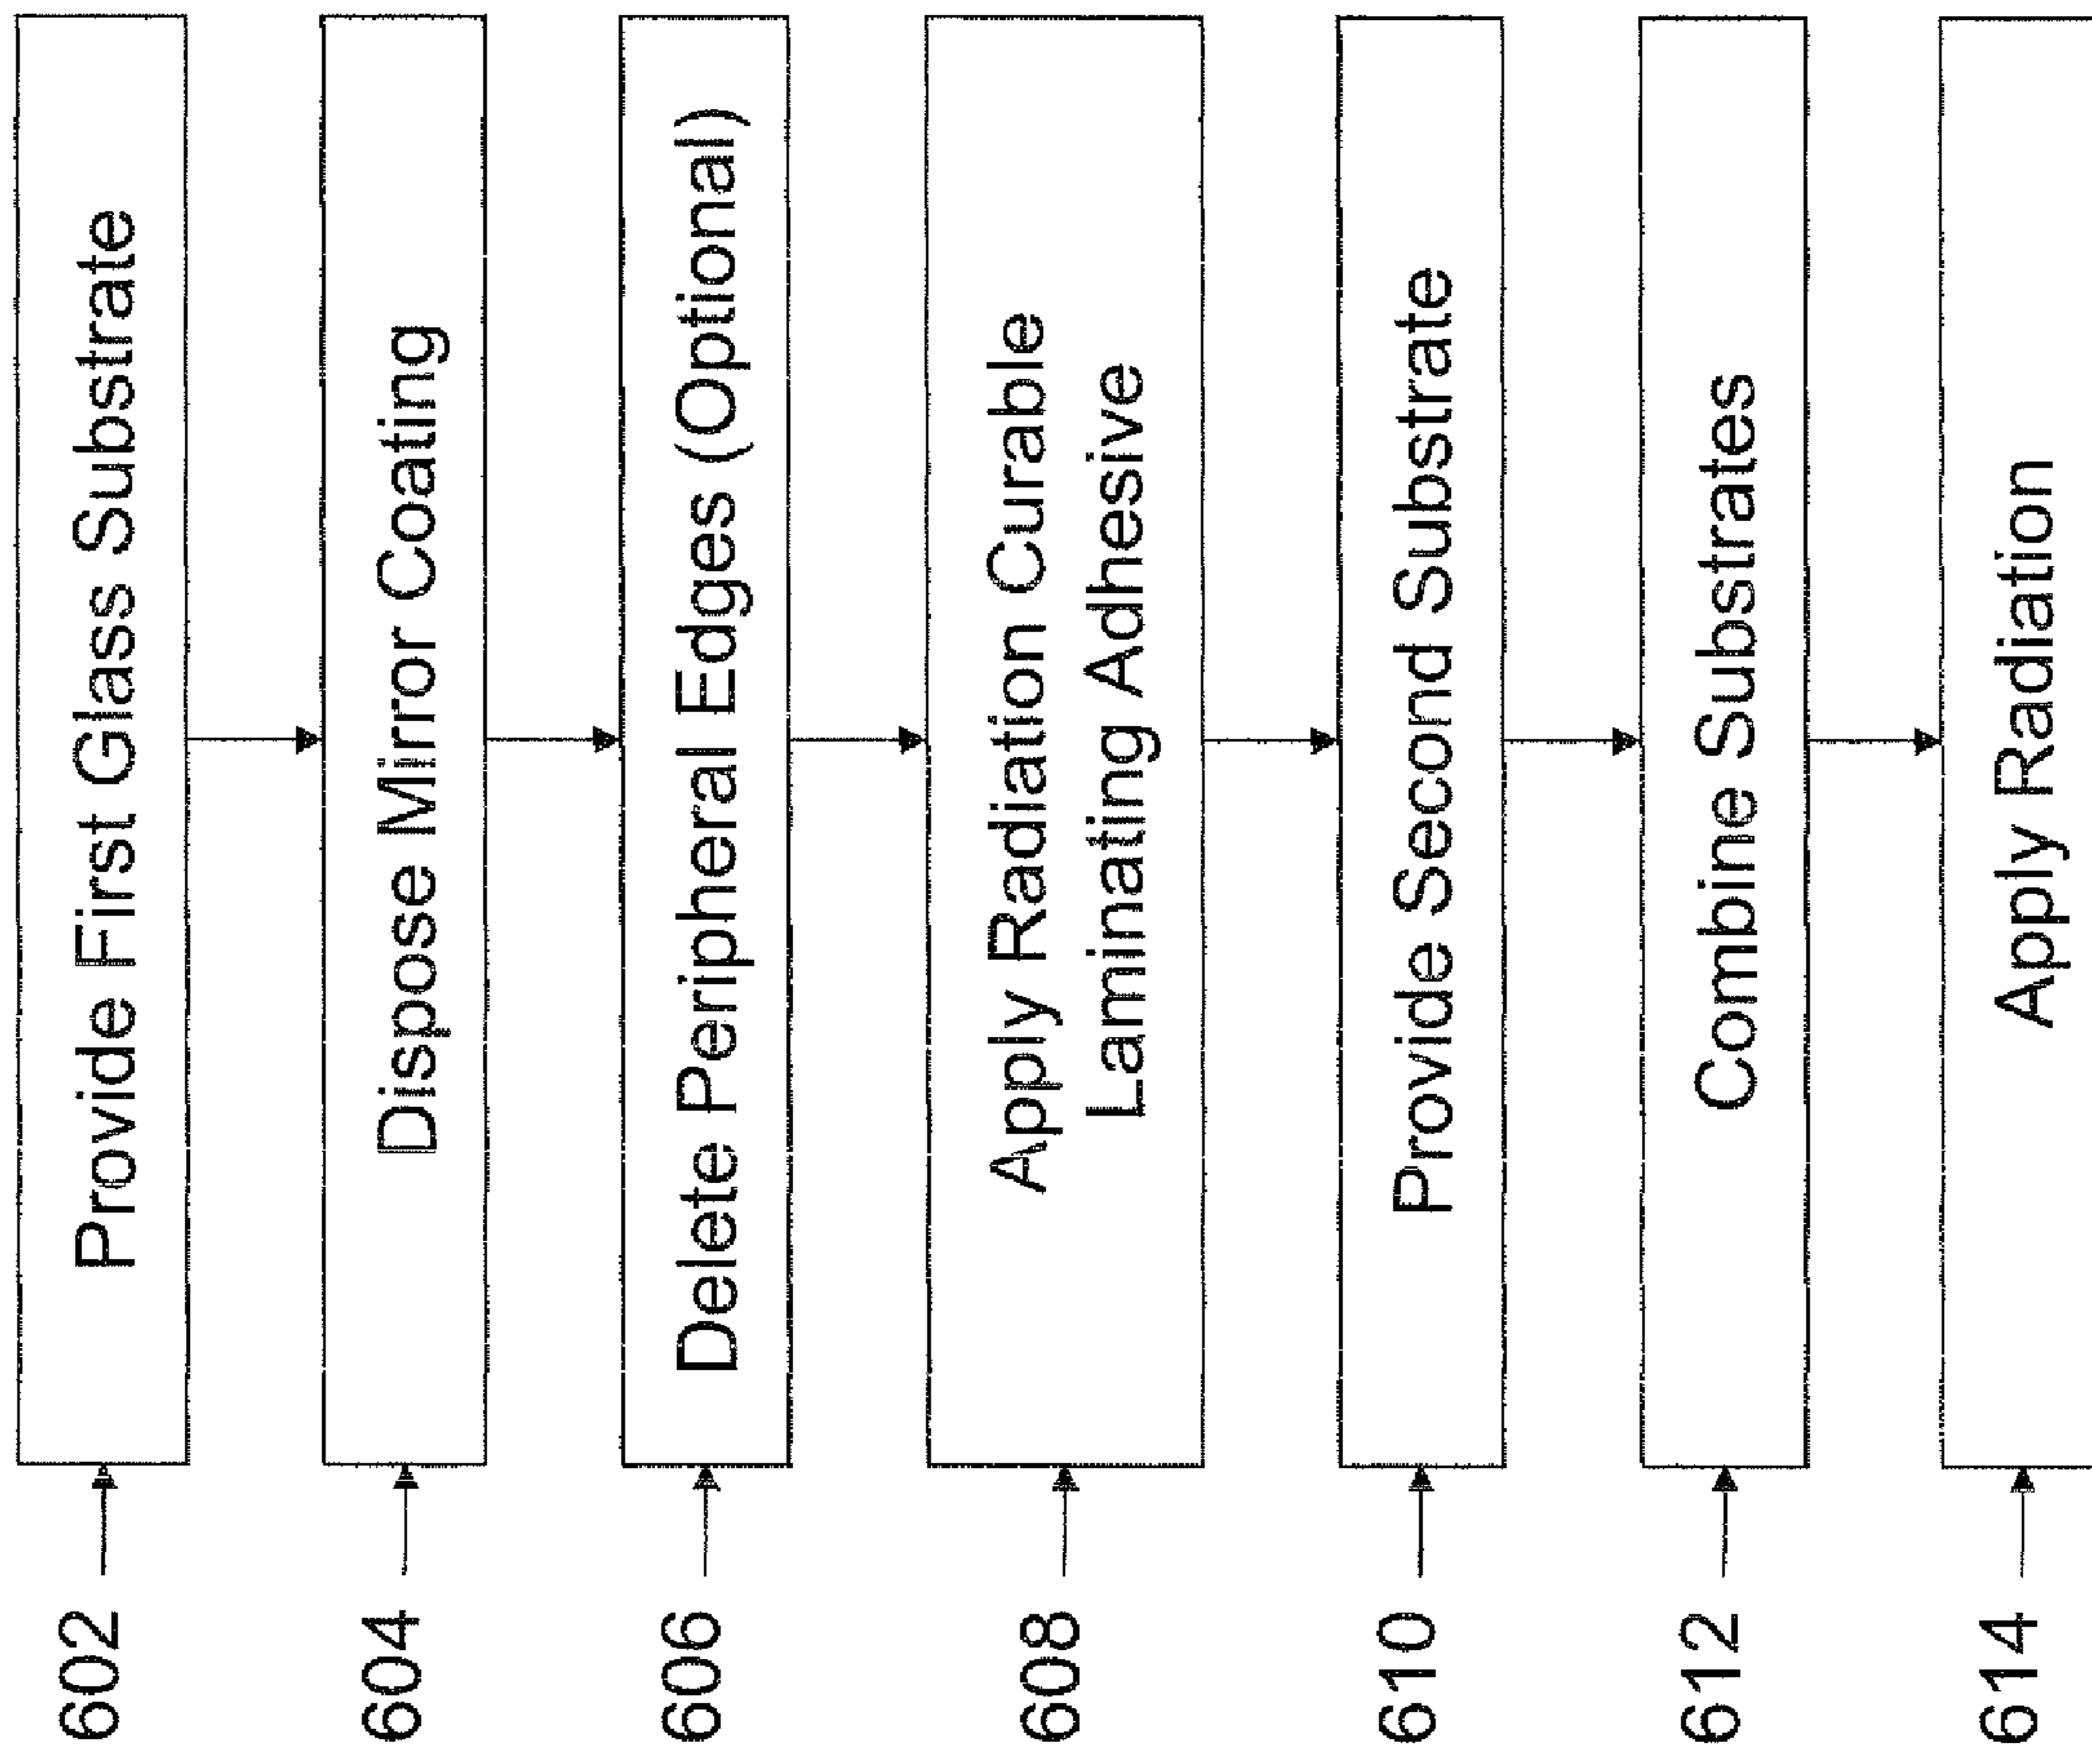 602
Provide First Glass Substrate
604
Dispose Mirror Coating
606
Delete Peripheral Edges (Optional)
608
Apply Radiation Curable
Laminating Adhesive
610
Provide Second Substrate
612
Combine Substrates
614
Apply Radiation